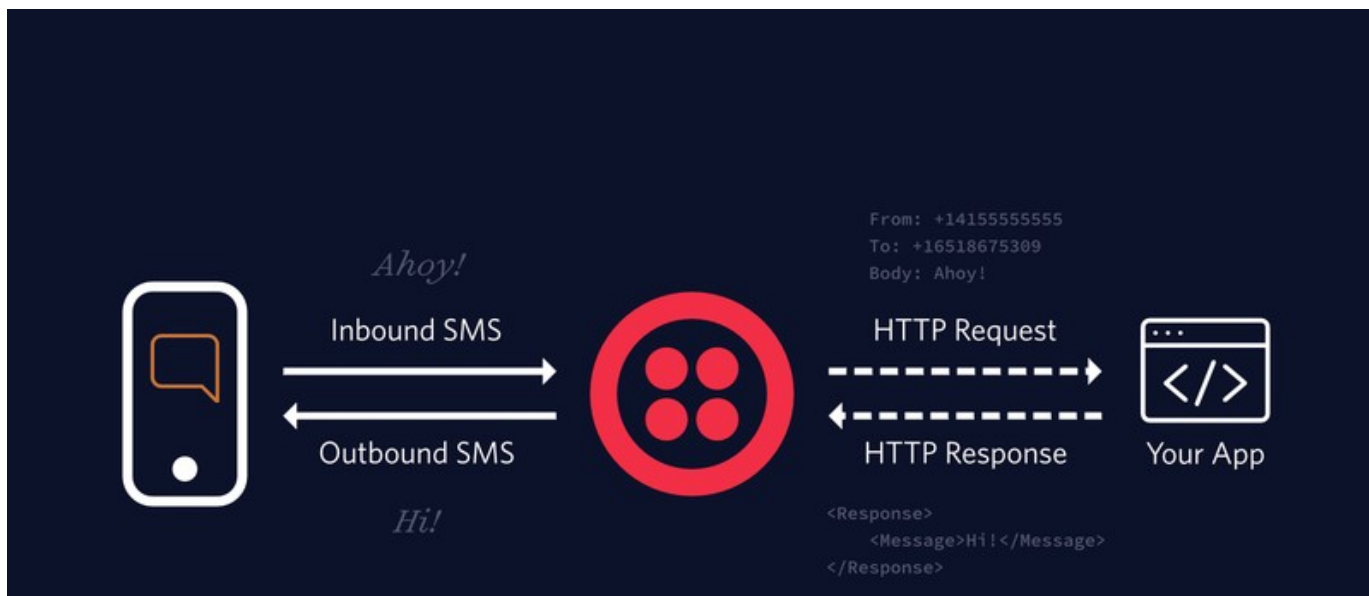 From: +14155555555
To: +16518675309
Body: Ahoy!
Ahoy!
Inbound SMS
HTTP Request
</>
Outbound SMS
HTTP Response
Your App
Hi!
<Response>
<Message>Hi!</Message>
</Response>